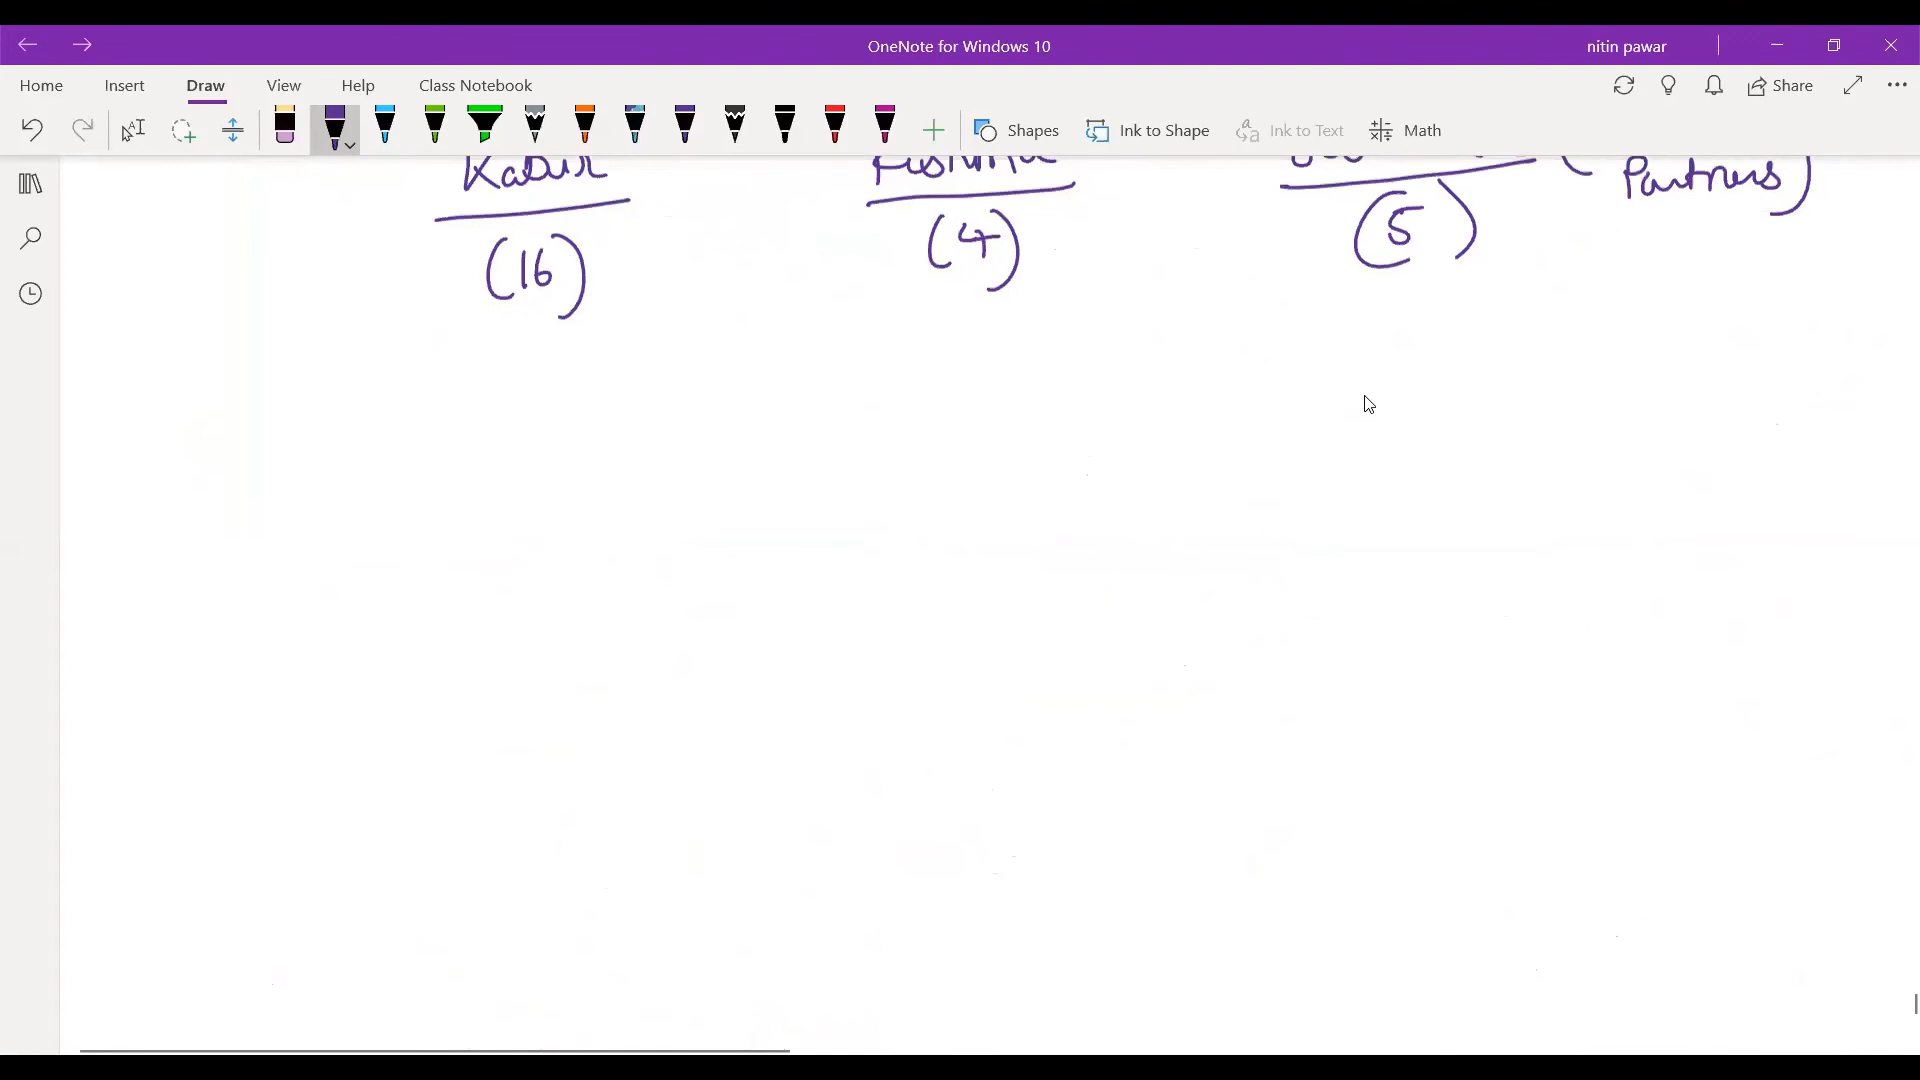 OneNote for Windows 10
nitin pawar
Home Insert Draw View Help Class Notebook Share
Shapes Ink to Shape Ink to Text Math
Kabir
Partners)
(16) (4) (5)